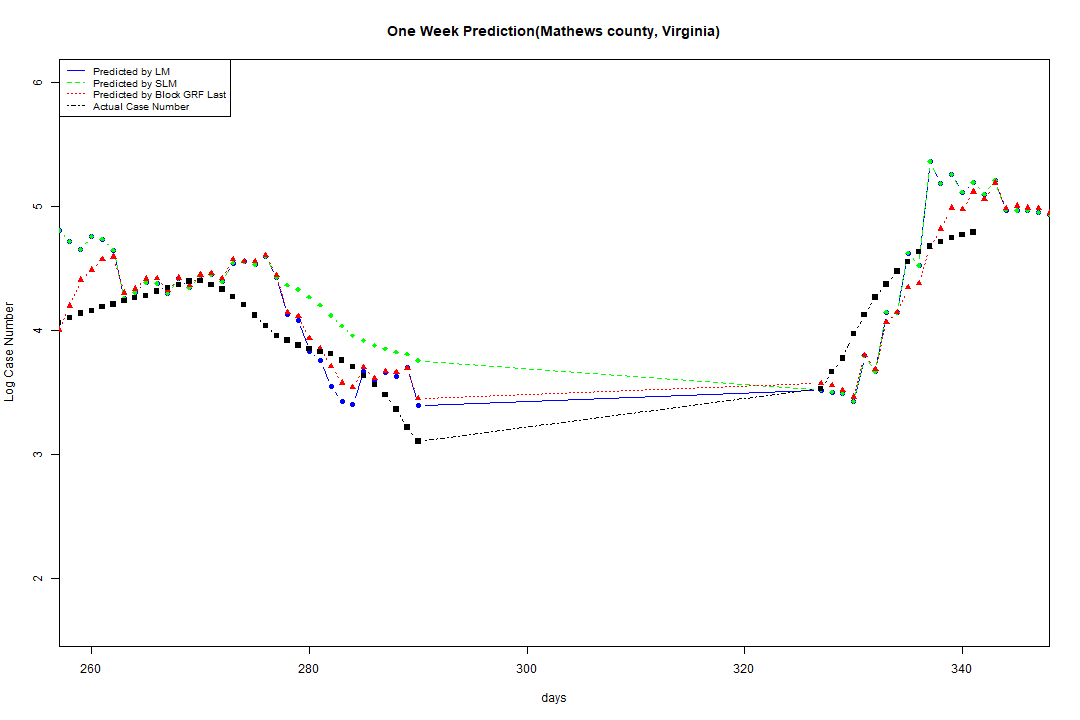 One Week Prediction(Mathews county, Virginia)
Predicted by LM
Predicted by SLM
Predicted by Block GRF Last
Actual Case Number
6
5
4
3
2
Log Case Number
260 280 300 320 340
days